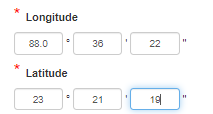 * Longitude
88.0 ° 36 ' 22 "
* Latitude
23 ° 21 ' 19 "